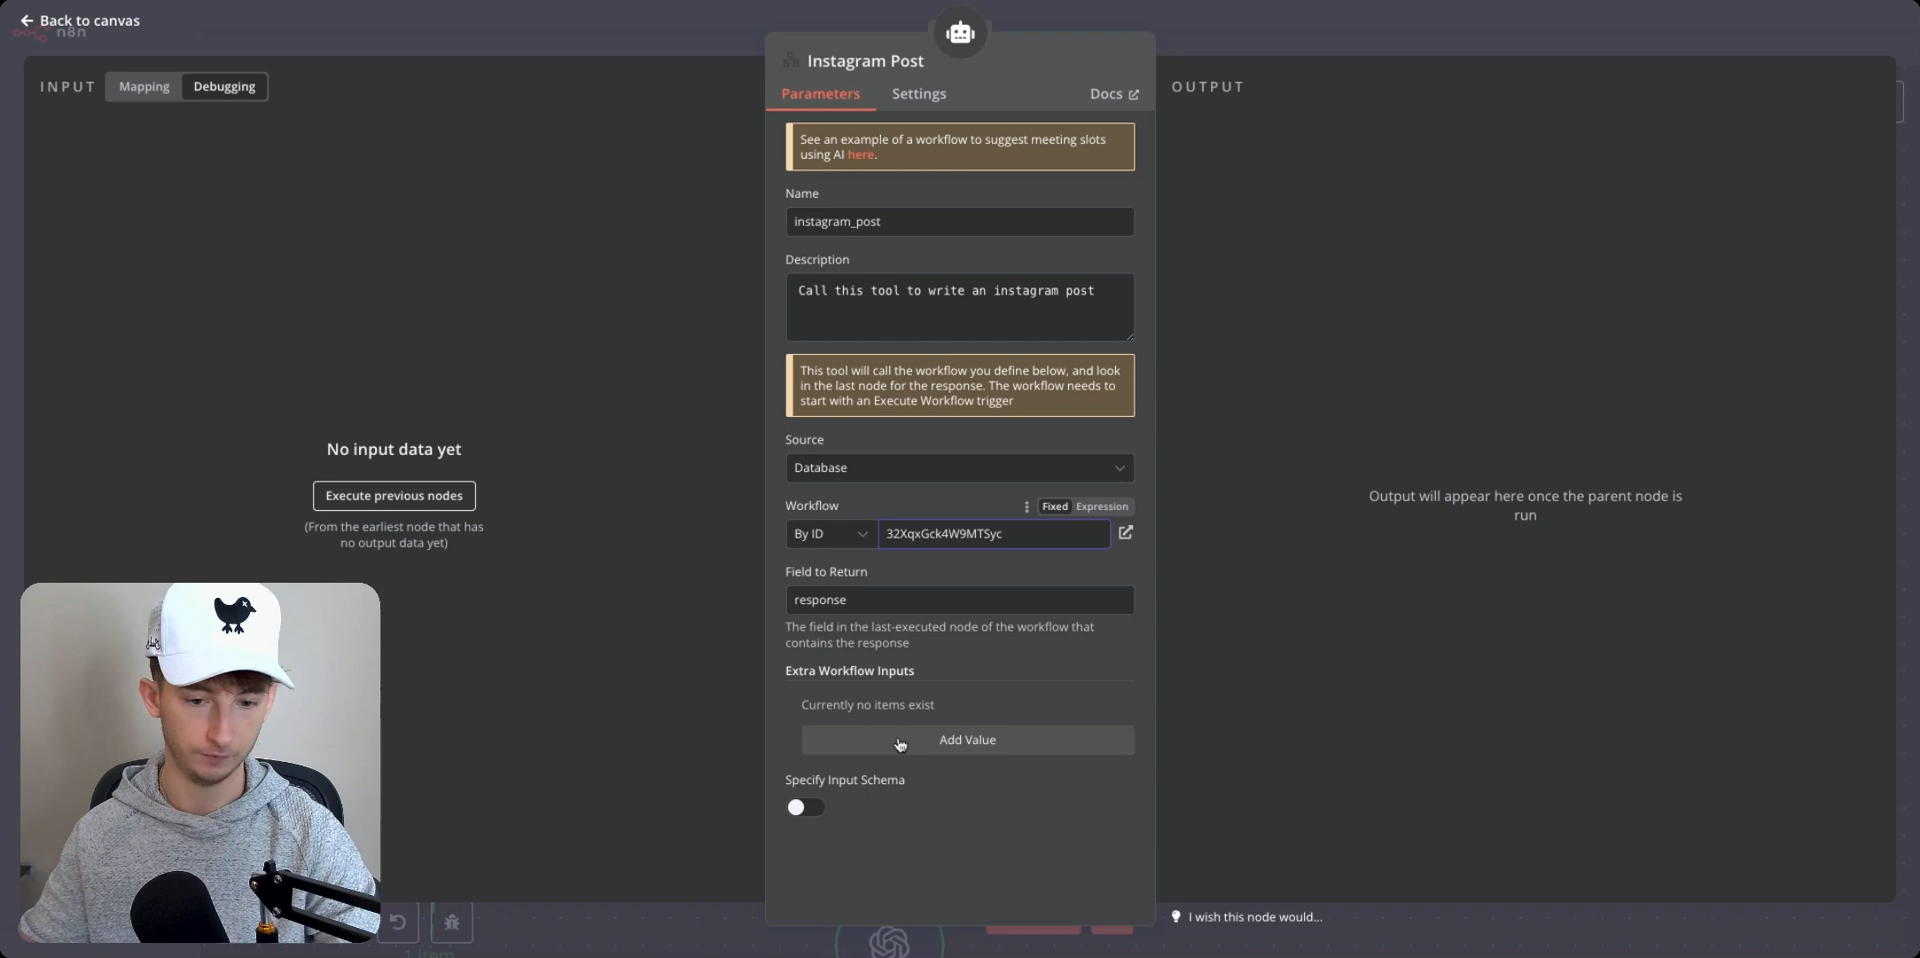 Back to canvas
n8n
INPUT
Mapping
Debugging
No input data yet
Execute previous nodes
(From the earliest node that has
no output data yet)
Instagram Post
Parameters
Settings
Docs
See an example of a workflow to suggest meeting slots
using AI here.
Name
instagram_post
Description
Call this tool to write an instagram post
This tool will call the workflow you define below, and look
in the last node for the response. The workflow needs to
start with an Execute Workflow trigger
Source
Database
Workflow
Fixed
Expression
By ID
32XqxGck4W9MTSyc
Field to Return
response
The field in the last-executed node of the workflow that
contains the response
Extra Workflow Inputs
Currently no items exist
Add Value
Specify Input Schema
OUTPUT
Output will appear here once the parent node is
run
I wish this node would...
1 item